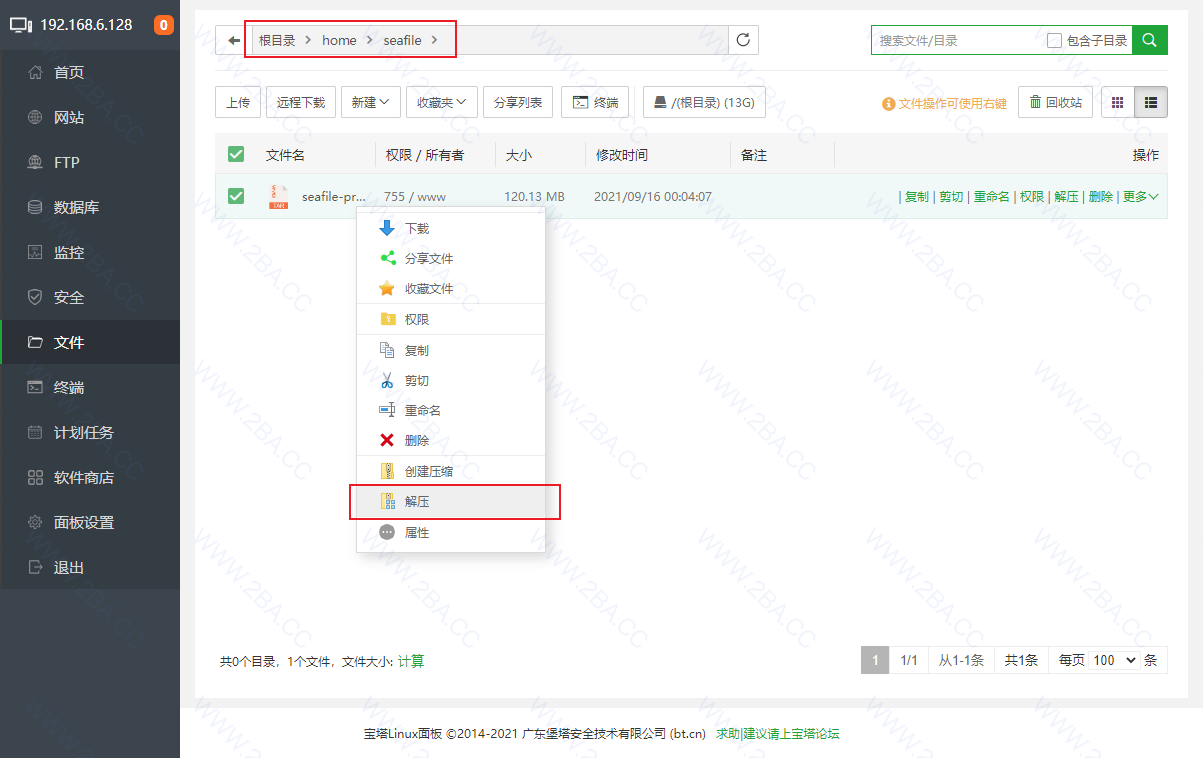 192.168.6.128
0
首页
网站
FTP
数据库
监控
安全
文件
终端
计划任务
软件商店
面板设置
退出
根目录 > home > seafile >
搜索文件/目录 包含子目录
上传 远程下载 新建 收藏夹 分享列表 终端 /(根目录) (13G) 文件操作可使用右键 回收站
文件名 权限 / 所有者 大小 修改时间 备注 操作
seafile-pr... 755 / www 120.13 MB 2021/09/16 00:04:07 | 复制 | 剪切 | 重命名 | 权限 | 解压 | 删除 | 更多
下载
分享文件
收藏文件
权限
复制
剪切
重命名
删除
创建压缩
解压
属性
共0个目录，1个文件，文件大小: 计算
1 1/1 从1-1条 共1条 每页 100 条
宝塔Linux面板 ©2014-2021 广东堡塔安全技术有限公司 (bt.cn) 求助|建议请上宝塔论坛
WWW.2BA.CC